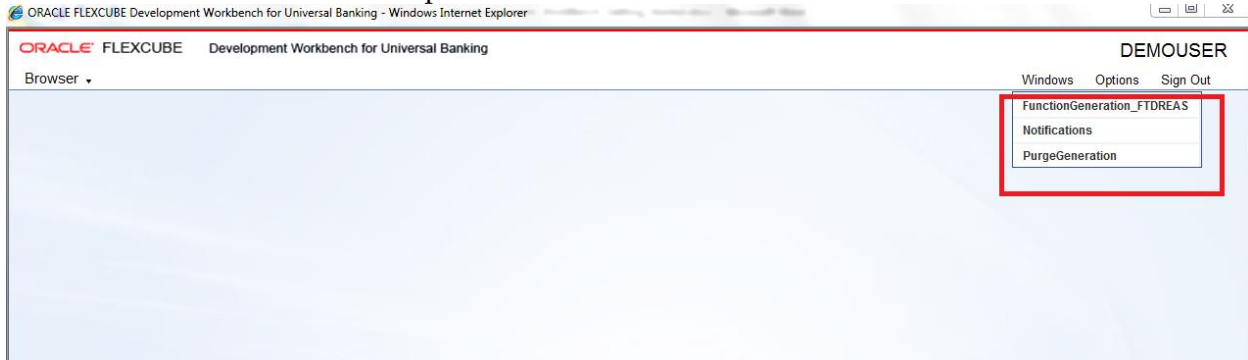 ORACLE FLEXCUBE Development Workbench for Universal Banking - Windows Internet Explorer
ORACLE FLEXCUBE Development Workbench for Universal Banking
DEMOUSER
Browser
Windows Options Sign Out
FunctionGeneration_FTDREAS
Notifications
PurgeGeneration